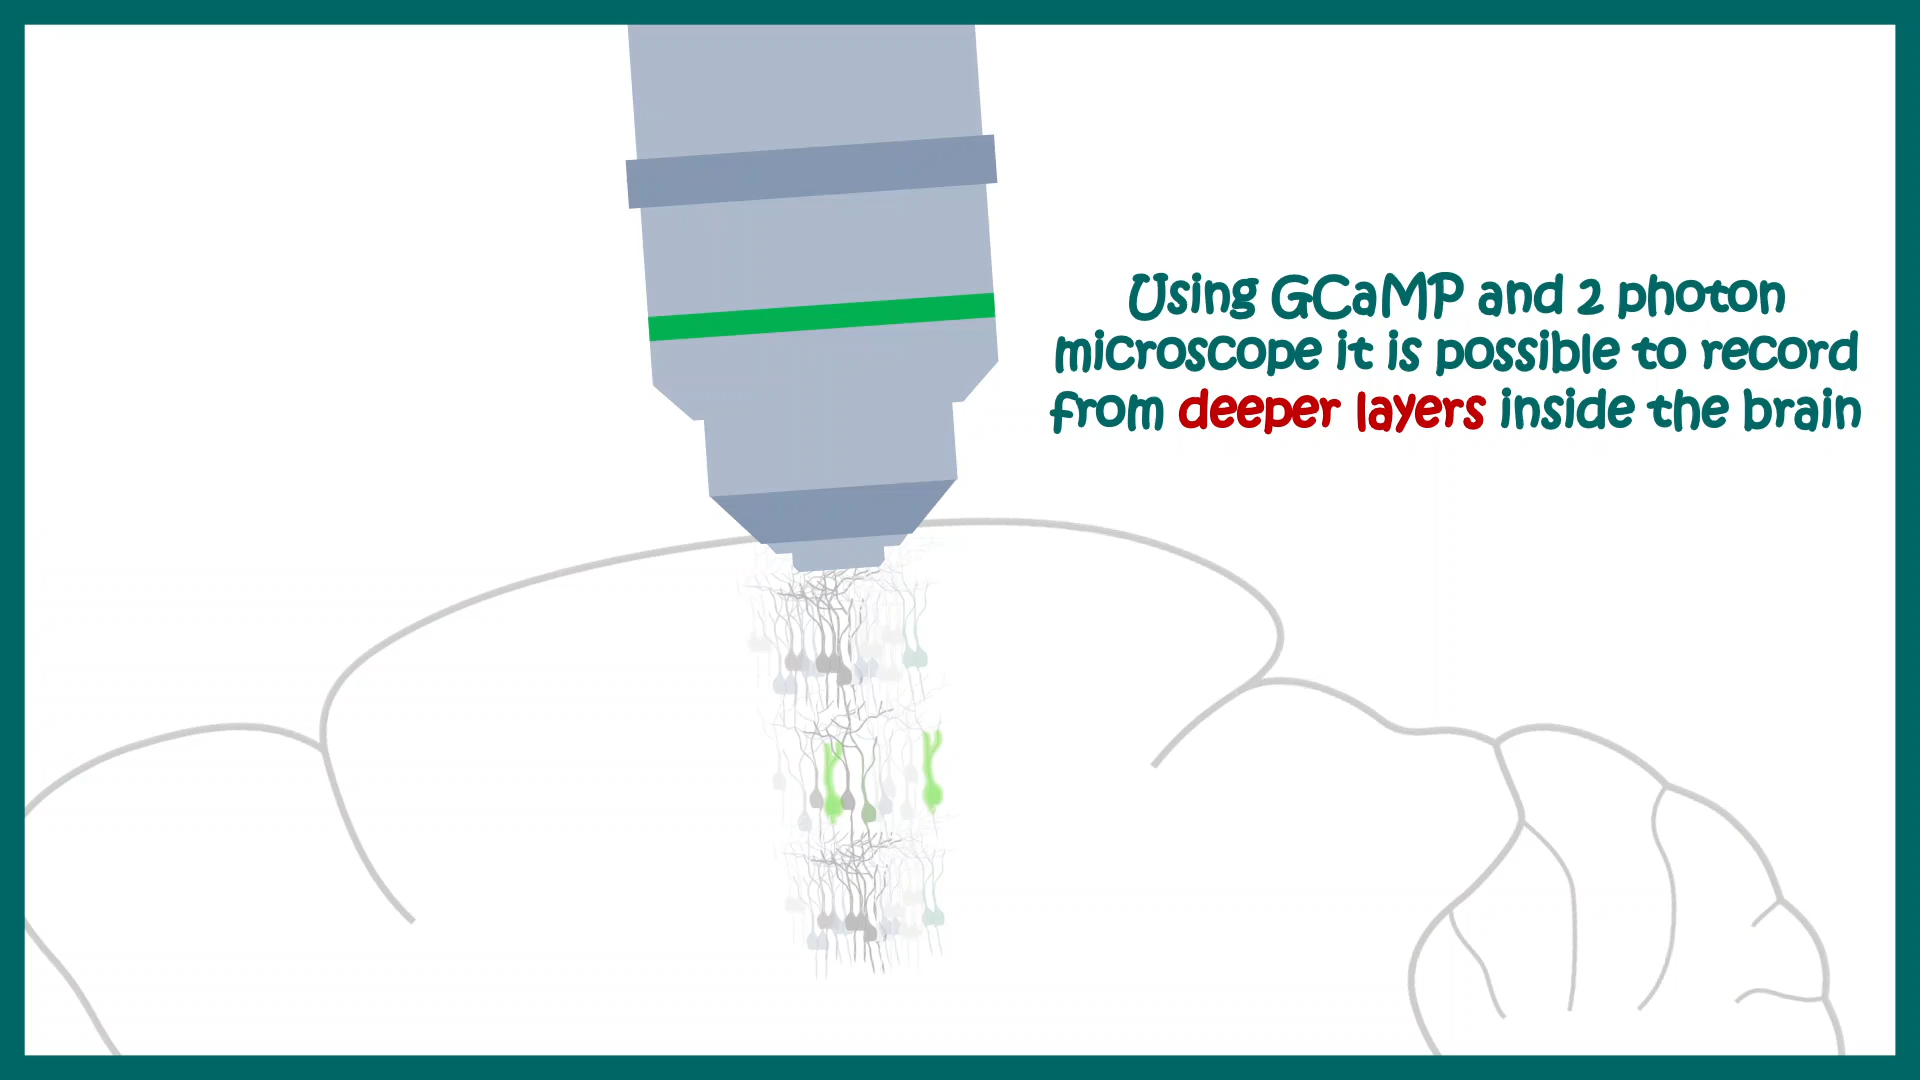 Using GCaMP and 2 photon
microscope it is possible to record
from deeper layers inside the brain